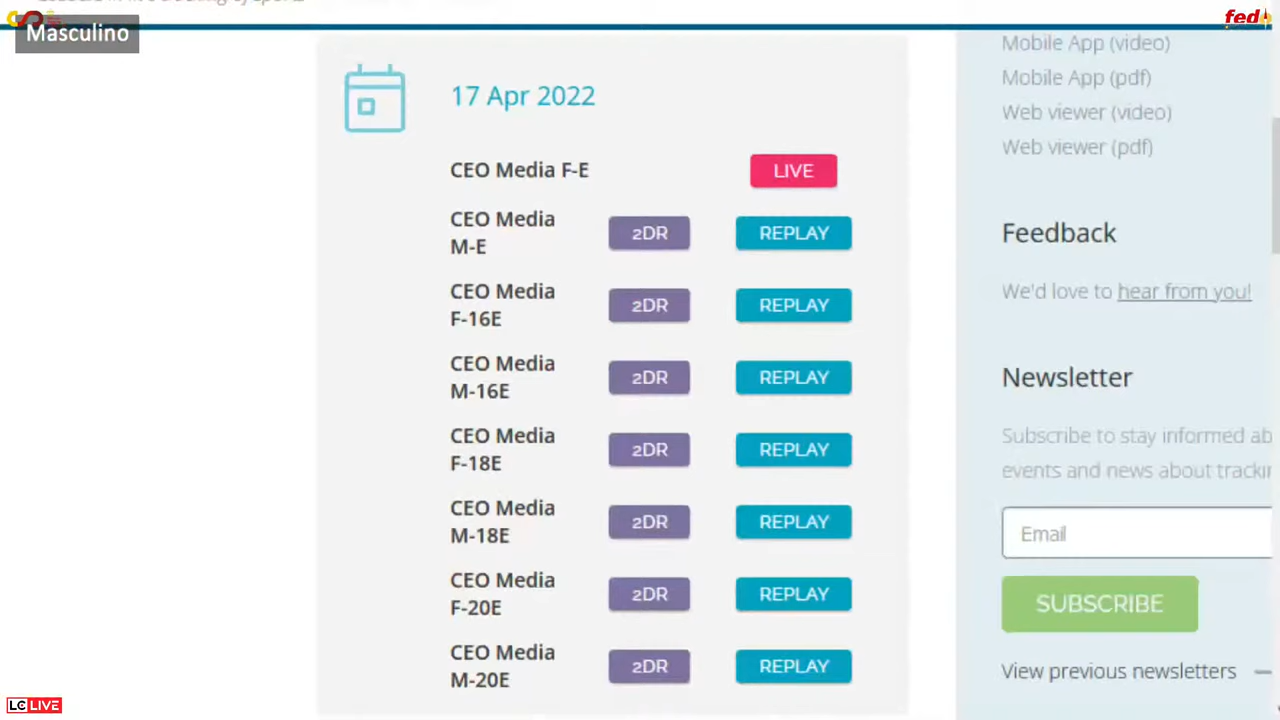 Masculino
fedo
17 Apr 2022
CEO Media F-E
LIVE
CEO Media
M-E
2DR
REPLAY
CEO Media
F-16E
2DR
REPLAY
CEO Media
M-16E
2DR
REPLAY
CEO Media
F-18E
2DR
REPLAY
CEO Media
M-18E
2DR
REPLAY
CEO Media
F-20E
2DR
REPLAY
CEO Media
M-20E
2DR
REPLAY
Mobile App (video)
Mobile App (pdf)
Web viewer (video)
Web viewer (pdf)
Feedback
We'd love to hear from you!
Newsletter
Subscribe to stay informed ab
events and news about trackin
Email
SUBSCRIBE
View previous newsletters
LC LIVE